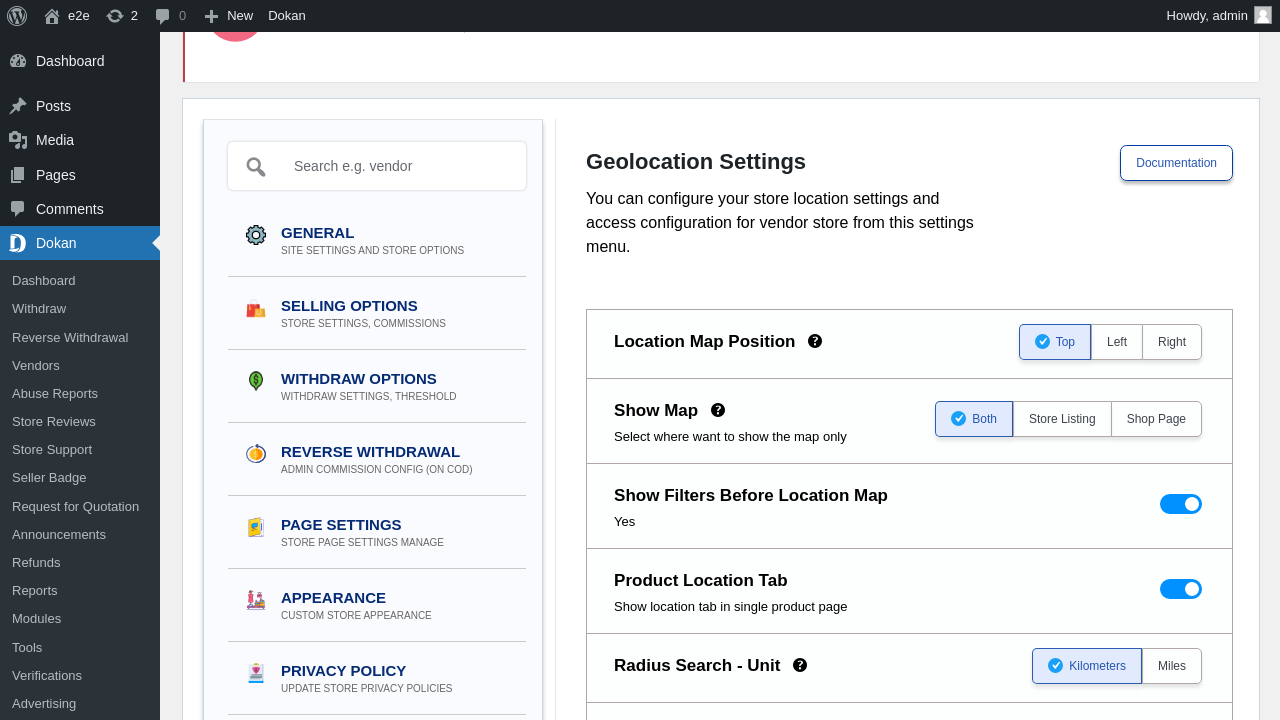 e2e
2
0
New
Dokan
Howdy, admin
Dashboard
Posts
Media
Pages
Comments
Dokan
Dashboard
Withdraw
Reverse Withdrawal
Vendors
Abuse Reports
Store Reviews
Store Support
Seller Badge
Request for Quotation
Announcements
Refunds
Reports
Modules
Tools
Verifications
Advertising
Search e.g. vendor
GENERAL
SITE SETTINGS AND STORE OPTIONS
SELLING OPTIONS
STORE SETTINGS, COMMISSIONS
WITHDRAW OPTIONS
WITHDRAW SETTINGS, THRESHOLD
REVERSE WITHDRAWAL
ADMIN COMMISSION CONFIG (ON COD)
PAGE SETTINGS
STORE PAGE SETTINGS MANAGE
APPEARANCE
CUSTOM STORE APPEARANCE
PRIVACY POLICY
UPDATE STORE PRIVACY POLICIES
Geolocation Settings
Documentation
You can configure your store location settings and
access configuration for vendor store from this settings
menu.
Location Map Position
Top
Left
Right
Show Map
Select where want to show the map only
Both
Store Listing
Shop Page
Show Filters Before Location Map
Yes
Product Location Tab
Show location tab in single product page
Radius Search - Unit
Kilometers
Miles